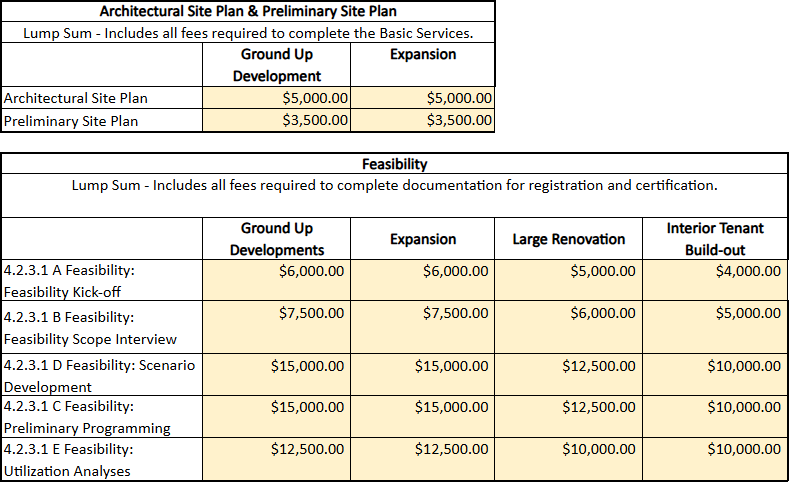 Architectural Site Plan & Preliminary Site Plan
Lump Sum - Includes all fees required to complete the Basic Services.
Ground Up
Development
Expansion
Architectural Site Plan $5,000.00 $5,000.00
Preliminary Site Plan $3,500.00 $3,500.00
Feasibility
Lump Sum - Includes all fees required to complete documentation for registration and certification.
Ground Up
Developments
Expansion
Large Renovation
Interior Tenant
Build-out
4.2.3.1 A Feasibility: $6,000.00 $6,000.00 $5,000.00 $4,000.00
Feasibility Kick-off
4.2.3.1 B Feasibility: $7,500.00 $7,500.00 $6,000.00 $5,000.00
Feasibility Scope Interview
4.2.3.1 D Feasibility: Scenario $15,000.00 $15,000.00 $12,500.00 $10,000.00
Development
4.2.3.1 C Feasibility: $15,000.00 $15,000.00 $12,500.00 $10,000.00
Preliminary Programming
4.2.3.1 E Feasibility: $12,500.00 $12,500.00 $10,000.00 $10,000.00
Utilization Analyses